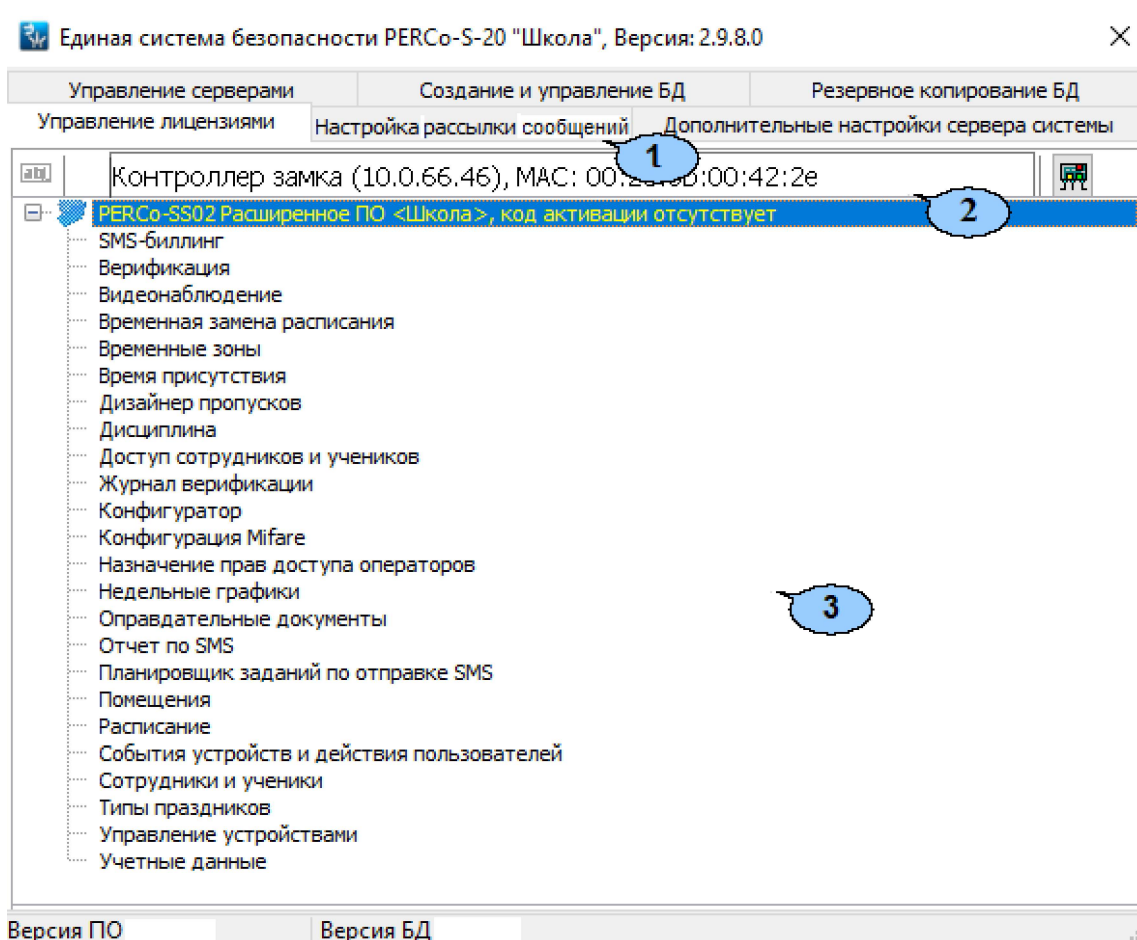 Единая система безопасности PERCo-S-20 "Школа", Версия: 2.9.8.0
Управление серверами Создание и управление БД Резервное копирование БД
Управление лицензиями Настройка рассылки сообщений Дополнительные настройки сервера системы
1
Контроллер замка (10.0.66.46), MAC: 00: :00:42:2e
2
PERCo-SS02 Расширенное ПО <Школа>, код активации отсутствует
SMS-биллинг
Верификация
Видеонаблюдение
Временная замена расписания
Временные зоны
Время присутствия
Дизайнер пропусков
Дисциплина
Доступ сотрудников и учеников
Журнал верификации
Конфигуратор
Конфигурация Mifare
Назначение прав доступа операторов
Недельные графики
3
Оправдательные документы
Отчет по SMS
Планировщик заданий по отправке SMS
Помещения
Расписание
События устройств и действия пользователей
Сотрудники и ученики
Типы праздников
Управление устройствами
Учетные данные
Версия ПО Версия БД